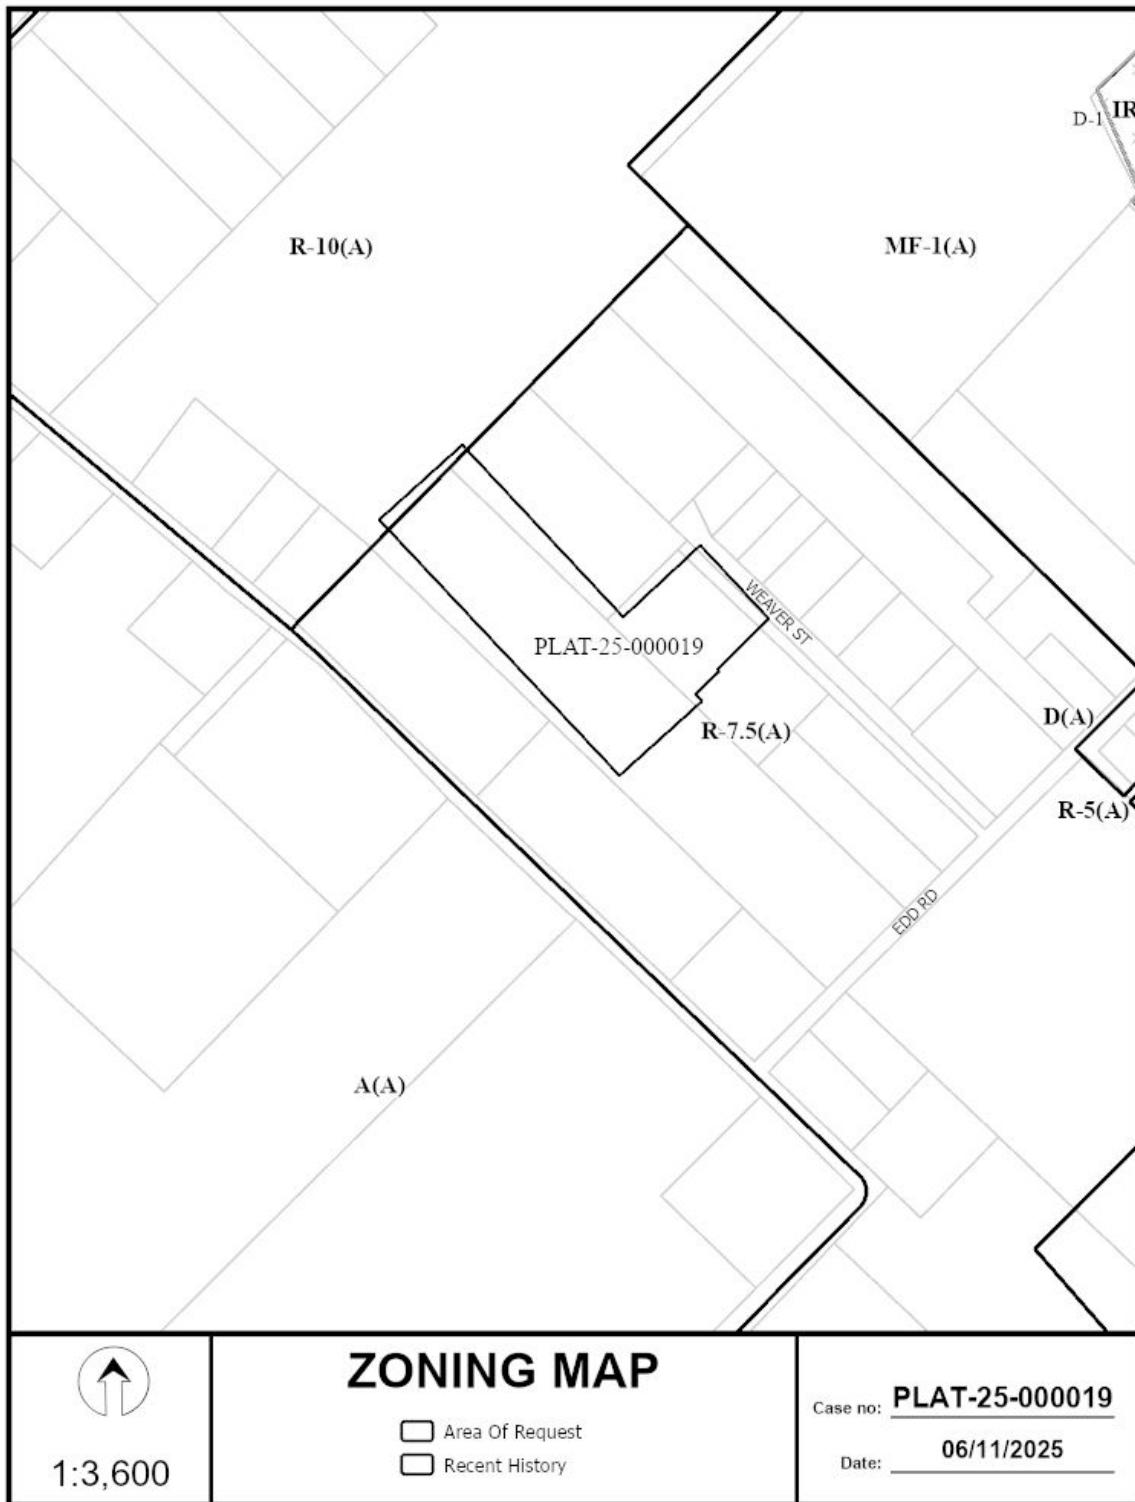 D-1
IR
R-10(A)
MF-1(A)
WEAVER ST
PLAT-25-000019
D(A)
R-7.5(A)
R-5(A)
EDD RD
A(A)
1:3,600
ZONING MAP
Area Of Request
Recent History
Case no: PLAT-25-000019
Date: 06/11/2025